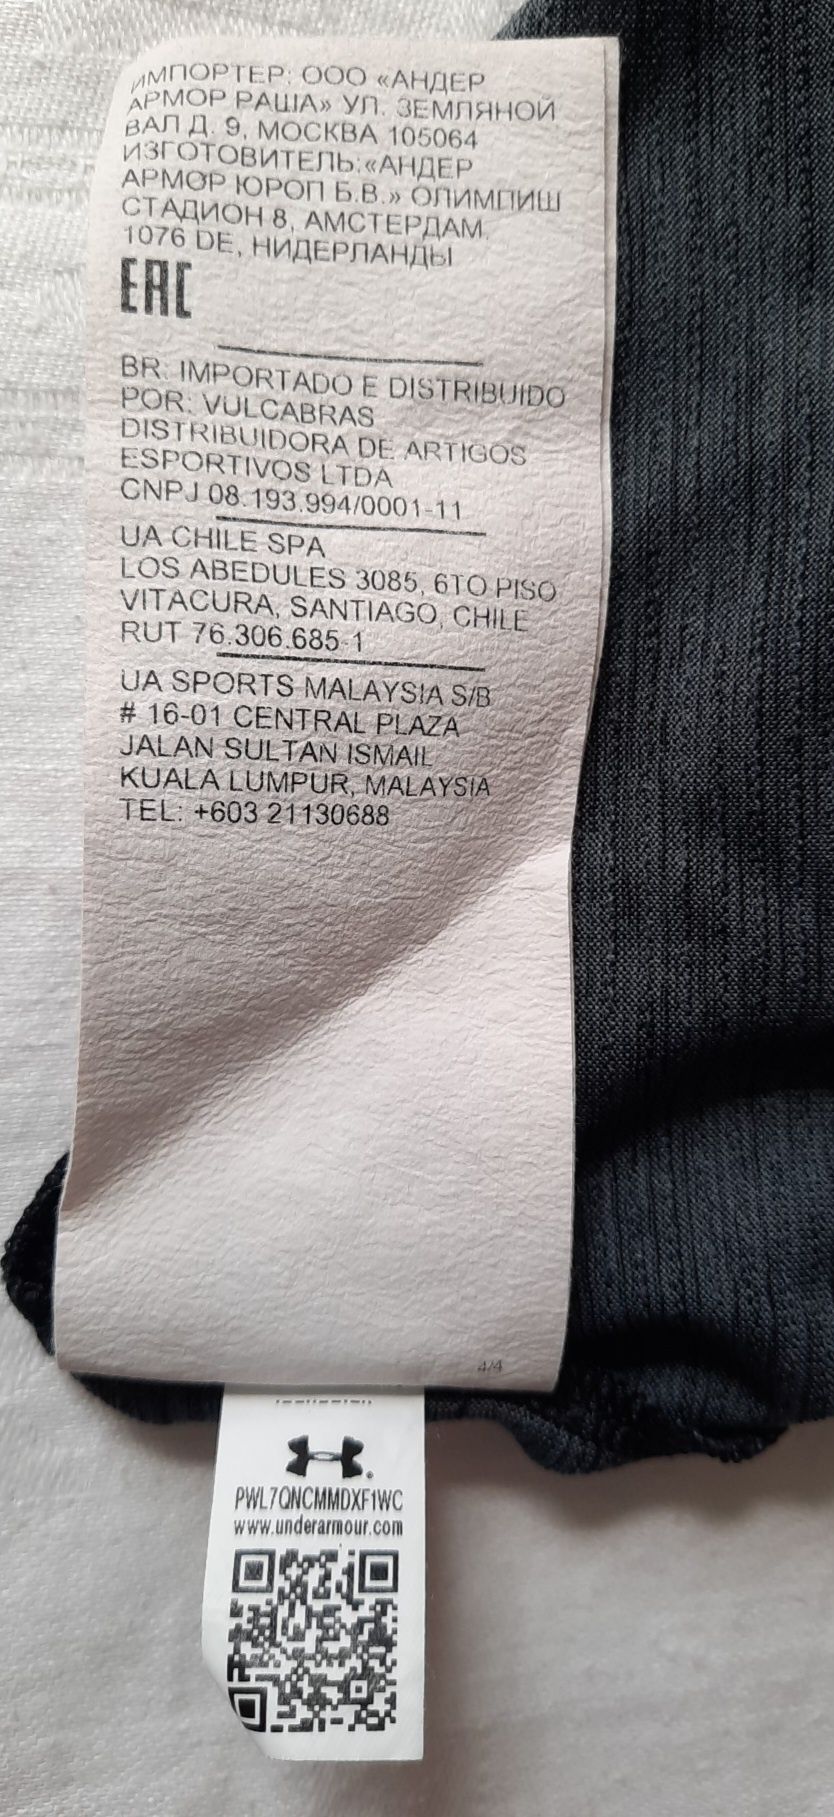 ИМПОРТЕР: ООО «АНДЕР
АРМОР РАША» УЛ. ЗЕМЛЯНОЙ
ВАЛ Д. 9, МОСКВА 105064
ИЗГОТОВИТЕЛЬ:«АНДЕР
АРМОР ЮРОП Б.В.» ОЛИМПИШ
СТАДИОН 8, АМСТЕРДАМ,
1076 DE, НИДЕРЛАНДЫ
EAC
BR: IMPORTADO E DISTRIBUIDO
POR: VULCABRAS
DISTRIBUIDORA DE ARTIGOS
ESPORTIVOS LTDA
CNPJ 08.193.994/0001-11
UA CHILE SPA
LOS ABEDULES 3085, 6TO PISO
VITACURA, SANTIAGO, CHILE
RUT 76.306.685-1
UA SPORTS MALAYSIA S/B
# 16-01 CENTRAL PLAZA
JALAN SULTAN ISMAIL
KUALA LUMPUR, MALAYSIA
TEL: +603 21130688
4/4
PWL7QNCMMDXF1WC
www.underarmour.com